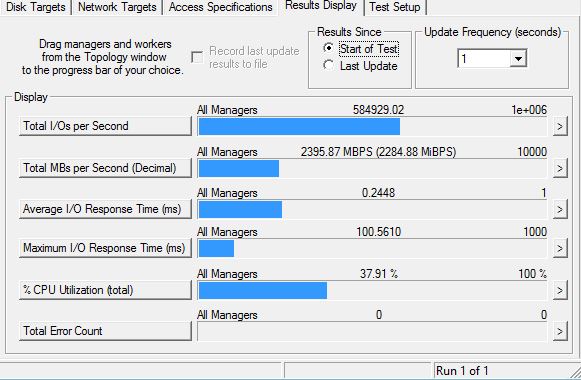 Disk Targets Network Targets Access Specifications Results Display Test Setup
Drag managers and workers
from the Topology window
to the progress bar of your choice.
Record last update
results to file
Results Since
Start of Test
Last Update
Update Frequency (seconds)
1
Display
All Managers 584929.02 1e+006
Total I/Os per Second >
All Managers 2395.87 MBPS (2284.88 MiBPS) 10000
Total MBs per Second (Decimal) >
All Managers 0.2448 1
Average I/O Response Time (ms) >
All Managers 100.5610 1000
Maximum I/O Response Time (ms) >
All Managers 37.91 % 100 %
% CPU Utilization (total) >
All Managers 0 0
Total Error Count >
Run 1 of 1